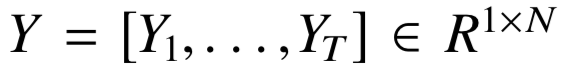 Y = [Y₁, . . . , Y_T] ∈ R^{1×N}